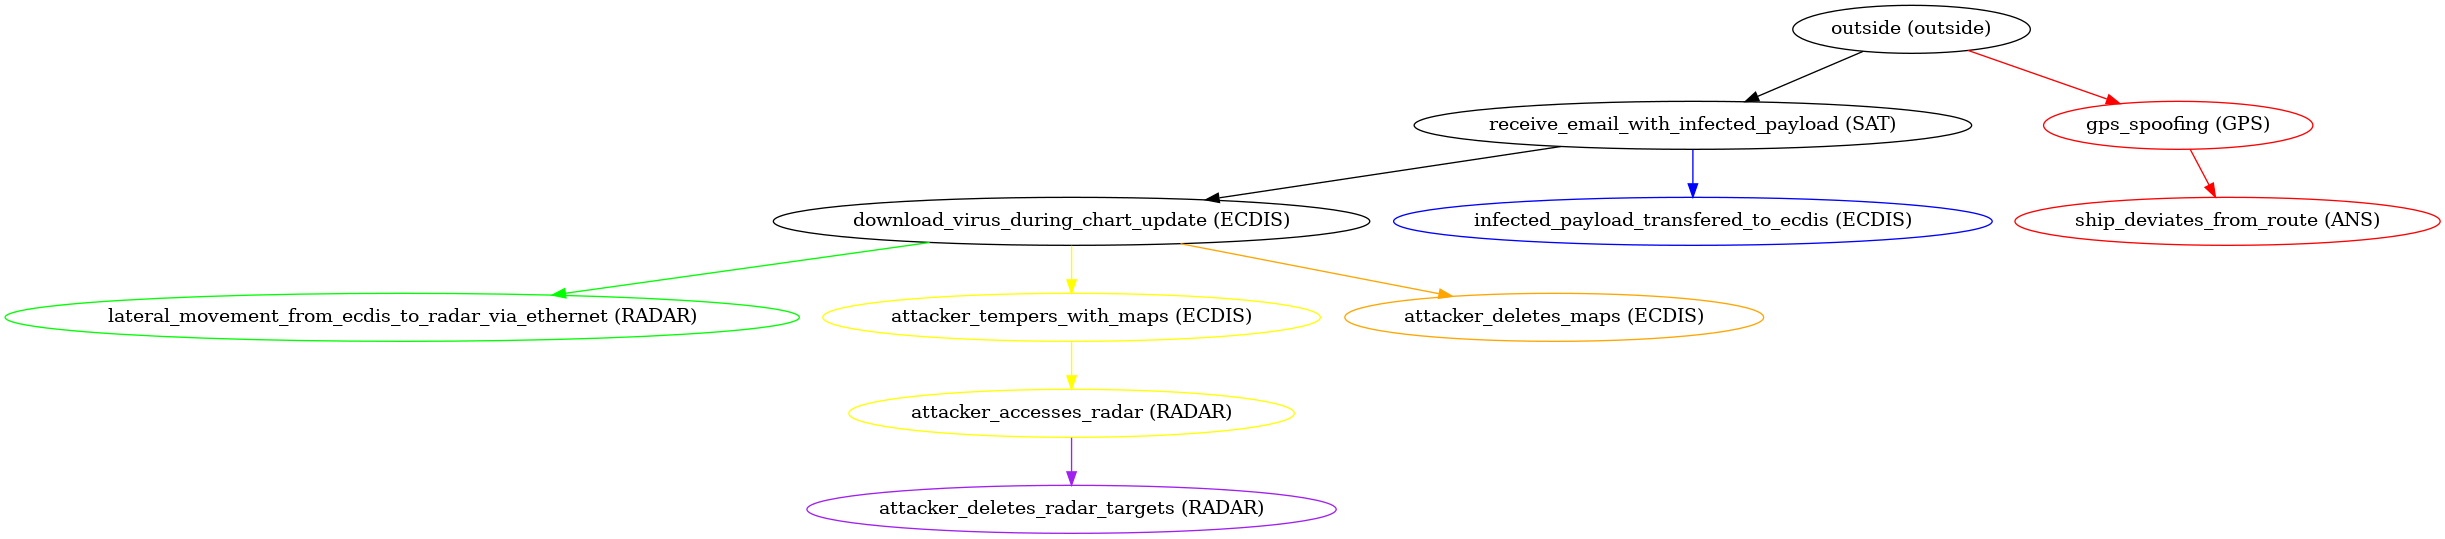 outside (outside)
receive_email_with_infected_payload (SAT)
gps_spoofing (GPS)
download_virus_during_chart_update (ECDIS)
infected_payload_transfered_to_ecdis (ECDIS)
ship_deviates_from_route (ANS)
lateral_movement_from_ecdis_to_radar_via_ethernet (RADAR)
attacker_tempers_with_maps (ECDIS)
attacker_deletes_maps (ECDIS)
attacker_accesses_radar (RADAR)
attacker_deletes_radar_targets (RADAR)